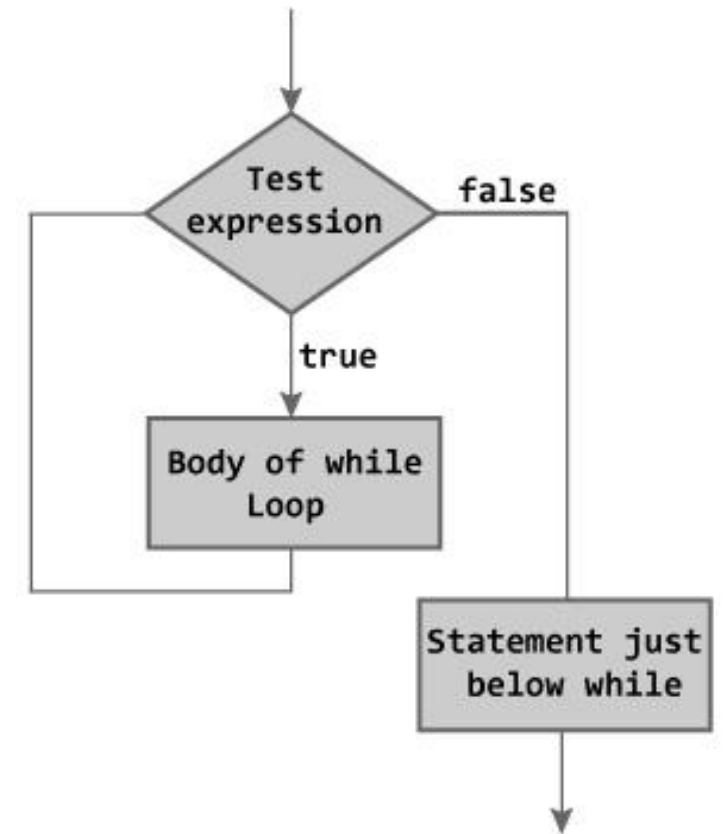 Test
expression
false
true
Body of while
Loop
Statement just
below while